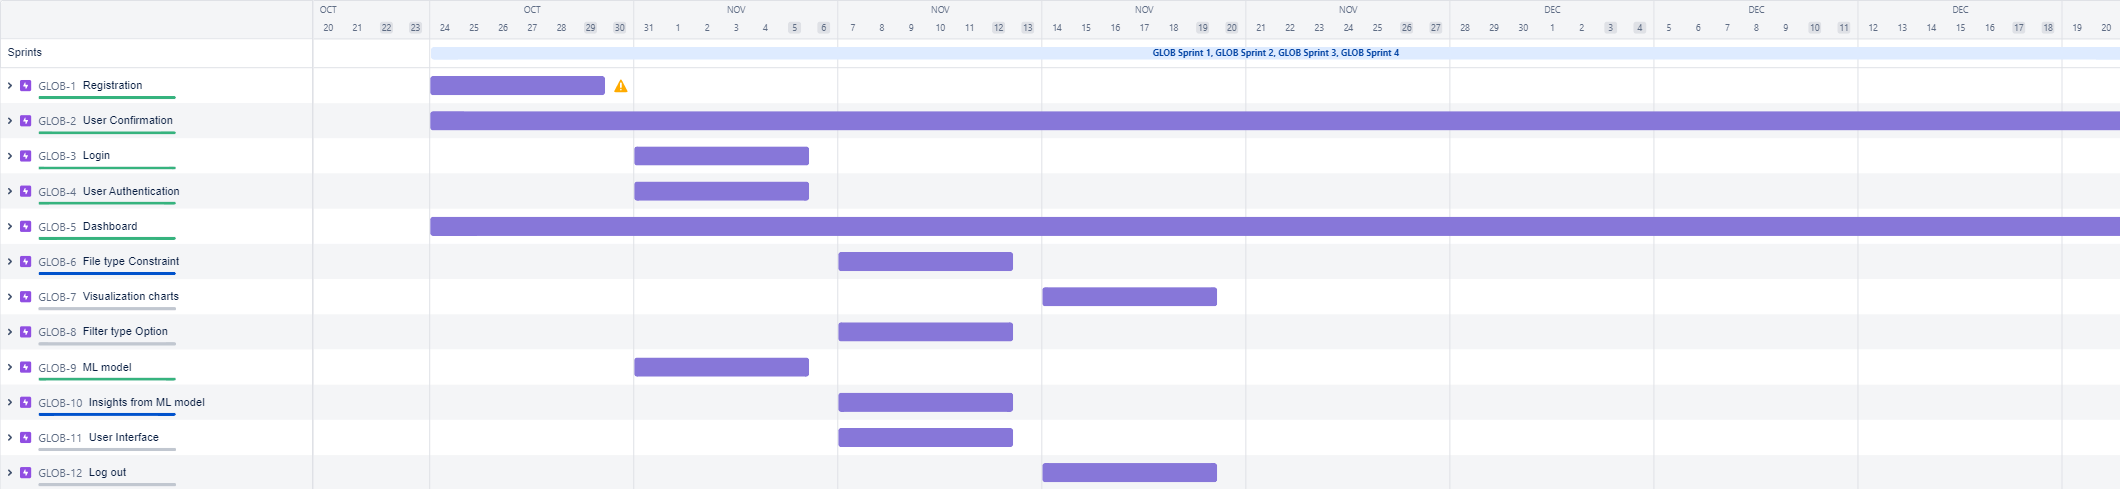 OCT OCT NOV NOV NOV NOV DEC DEC DEC
20 21 22 23 24 25 26 27 28 29 30 31 1 2 3 4 5 6 7 8 9 10 11 12 13 14 15 16 17 18 19 20 21 22 23 24 25 26 27 28 29 30 1 2 3 4 5 6 7 8 9 10 11 12 13 14 15 16 17 18 19 20
Sprints GLOB Sprint 1, GLOB Sprint 2, GLOB Sprint 3, GLOB Sprint 4
GLOB-1 Registration
GLOB-2 User Confirmation
GLOB-3 Login
GLOB-4 User Authentication
GLOB-5 Dashboard
GLOB-6 File type Constraint
GLOB-7 Visualization charts
GLOB-8 Filter type Option
GLOB-9 ML model
GLOB-10 Insights from ML model
GLOB-11 User Interface
GLOB-12 Log out